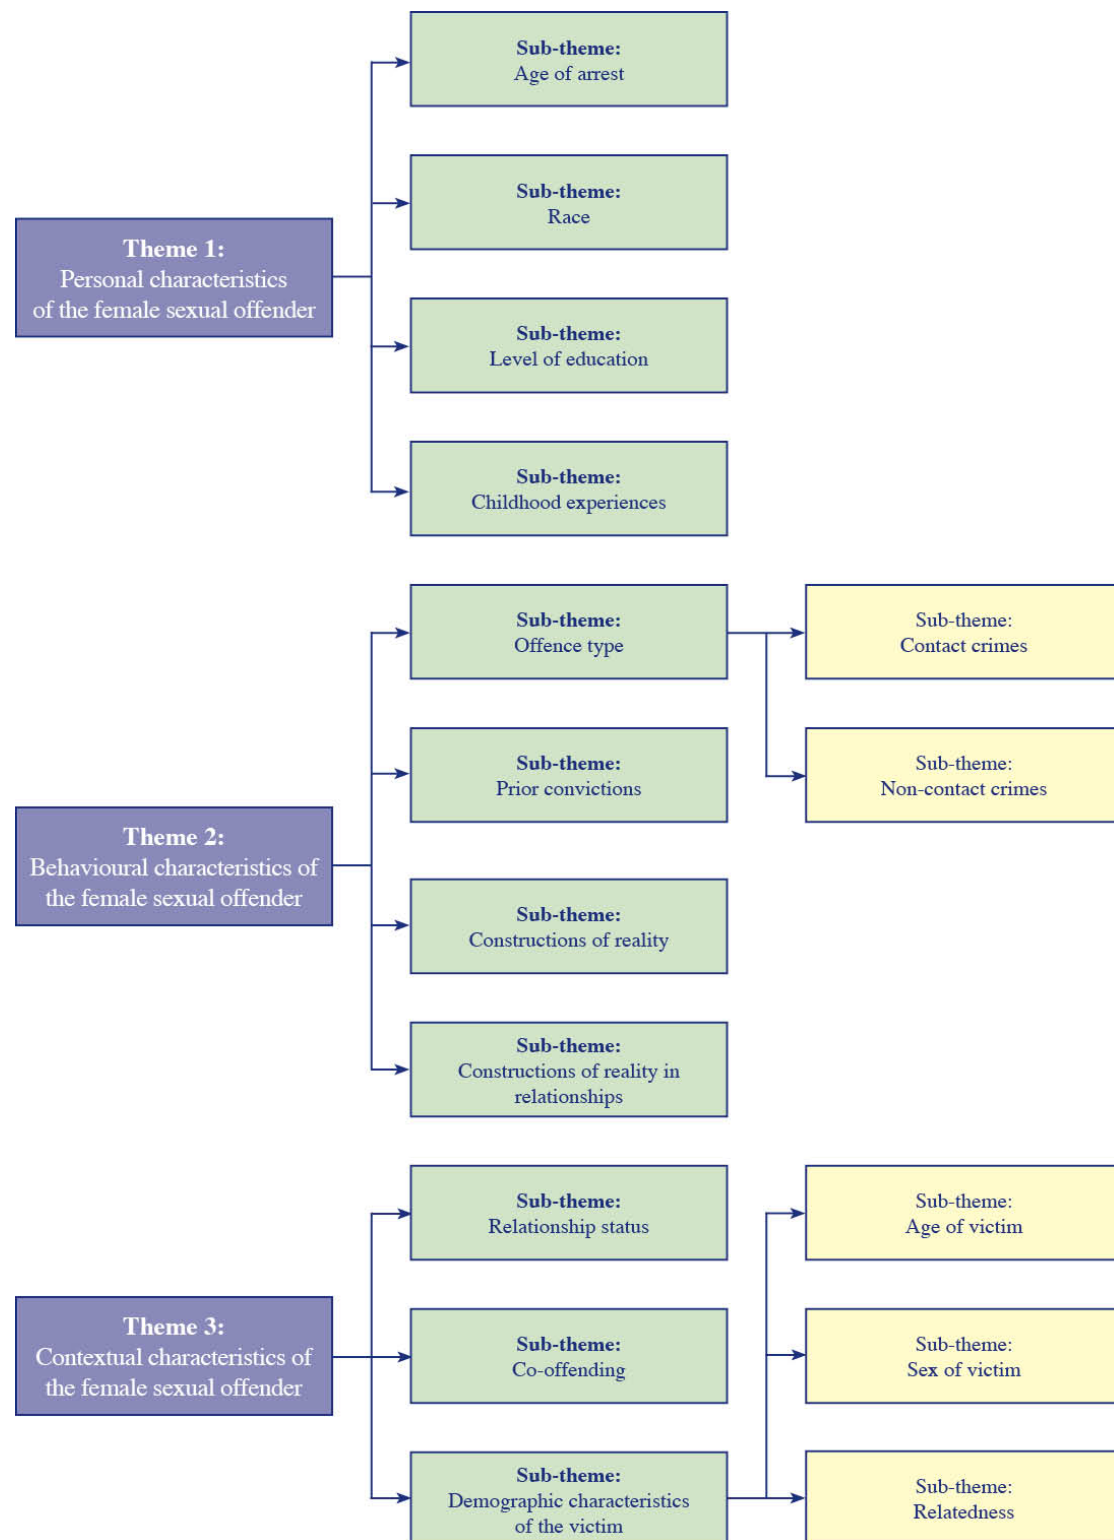 Sub-theme:
Age of arrest
Sub-theme:
Race
Theme 1:
Personal characteristics
of the female sexual offender
Sub-theme:
Level of education
Sub-theme:
Childhood experiences
Sub-theme:
Offence type
Sub-theme:
Contact crimes
Sub-theme:
Prior convictions
Sub-theme:
Non-contact crimes
Theme 2:
Behavioural characteristics of
the female sexual offender
Sub-theme:
Constructions of reality
Sub-theme:
Constructions of reality in
relationships
Sub-theme:
Relationship status
Sub-theme:
Age of victim
Theme 3:
Contextual characteristics of
the female sexual offender
Sub-theme:
Co-offending
Sub-theme:
Sex of victim
Sub-theme:
Demographic characteristics
of the victim
Sub-theme:
Relatedness